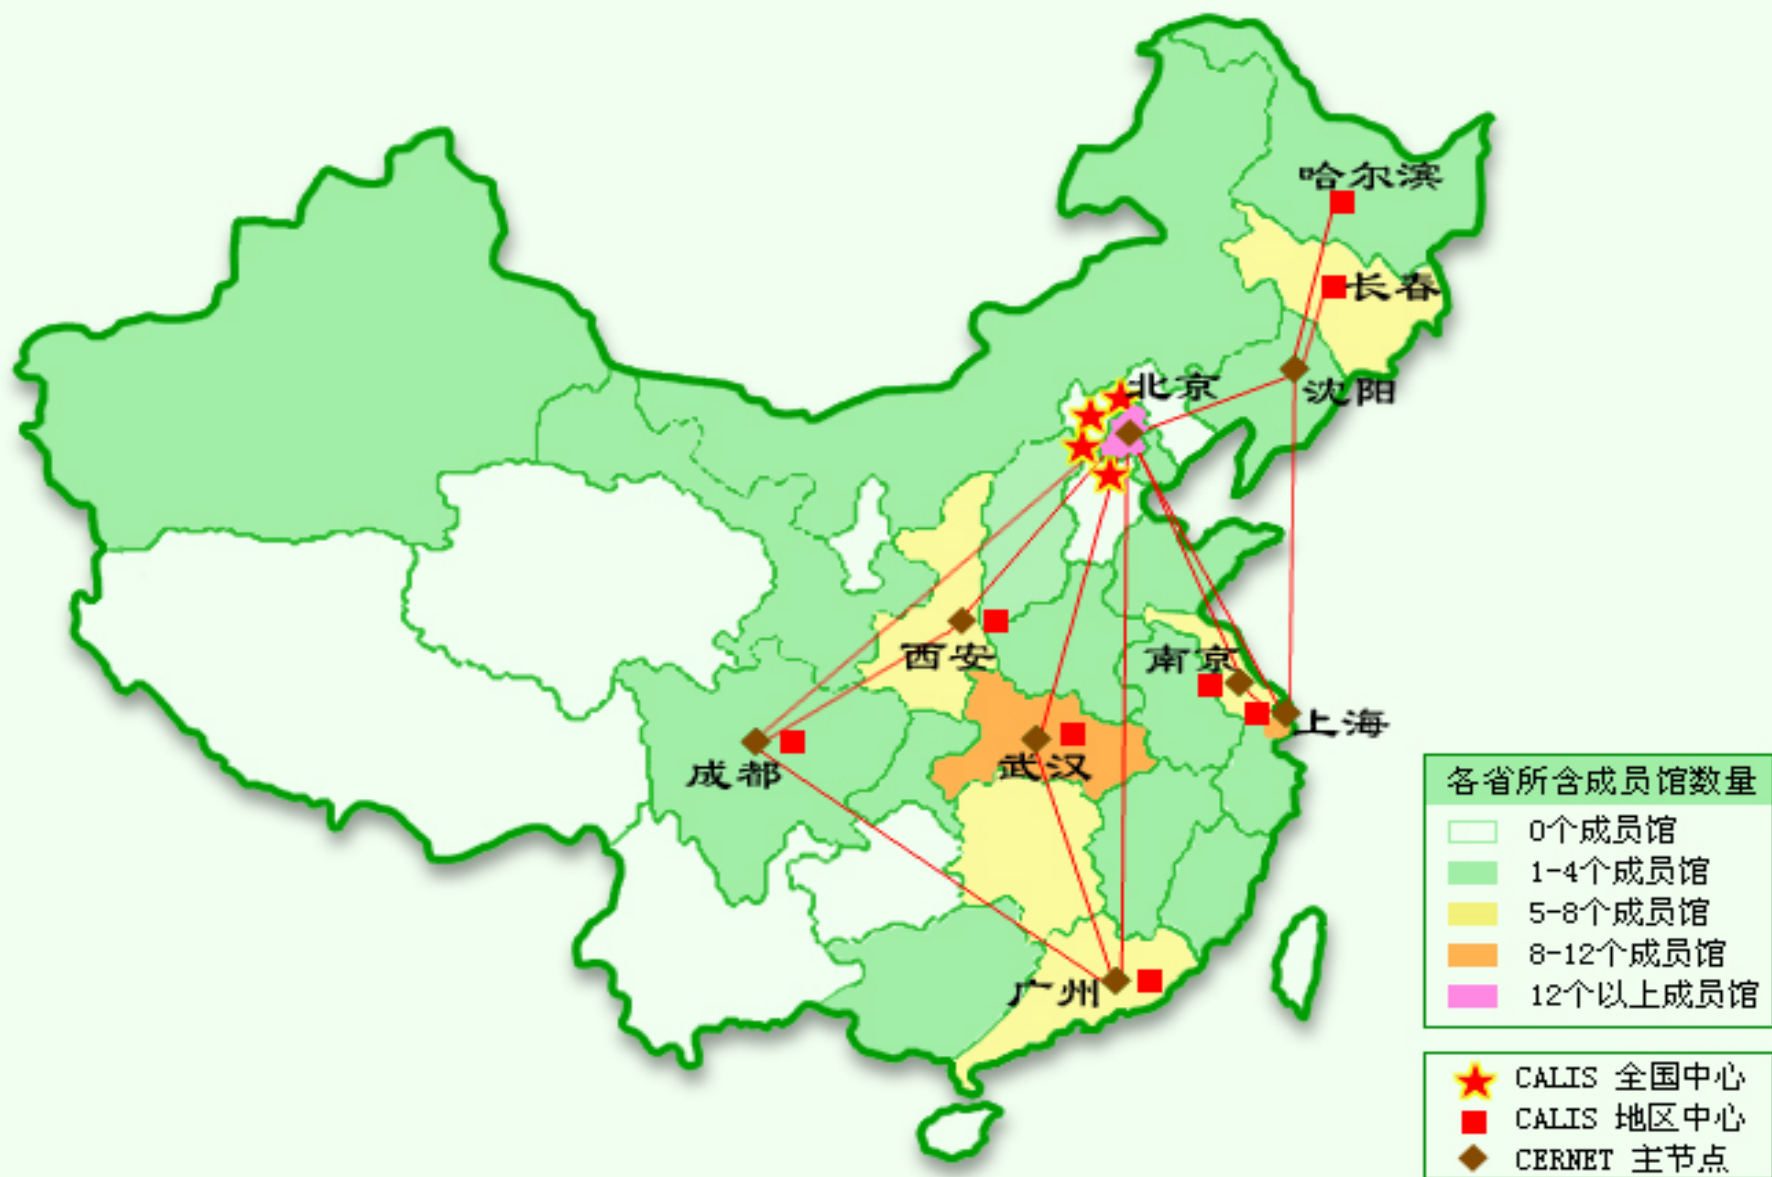 哈尔滨
长春
北京
沈阳
西安
南京
上海
成都
武汉
广州
各省所含成员馆数量
0个成员馆
1-4个成员馆
5-8个成员馆
8-12个成员馆
12个以上成员馆
CALIS 全国中心
CALIS 地区中心
CERNET 主节点